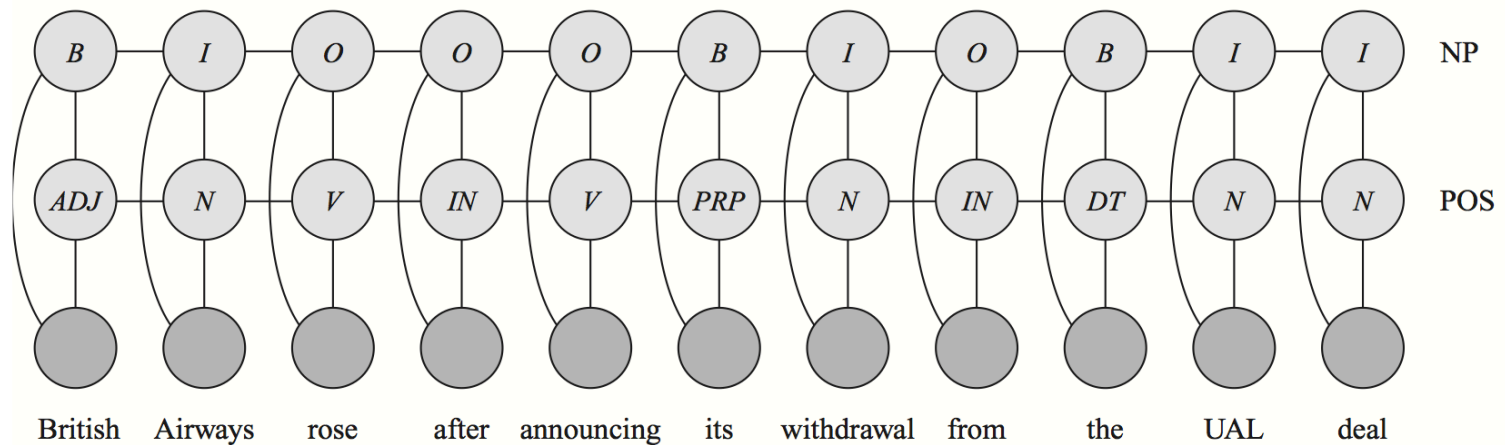 B I O O O B I O B I I NP
ADJ N V IN V PRP N IN DT N N POS
British Airways rose after announcing its withdrawal from the UAL deal